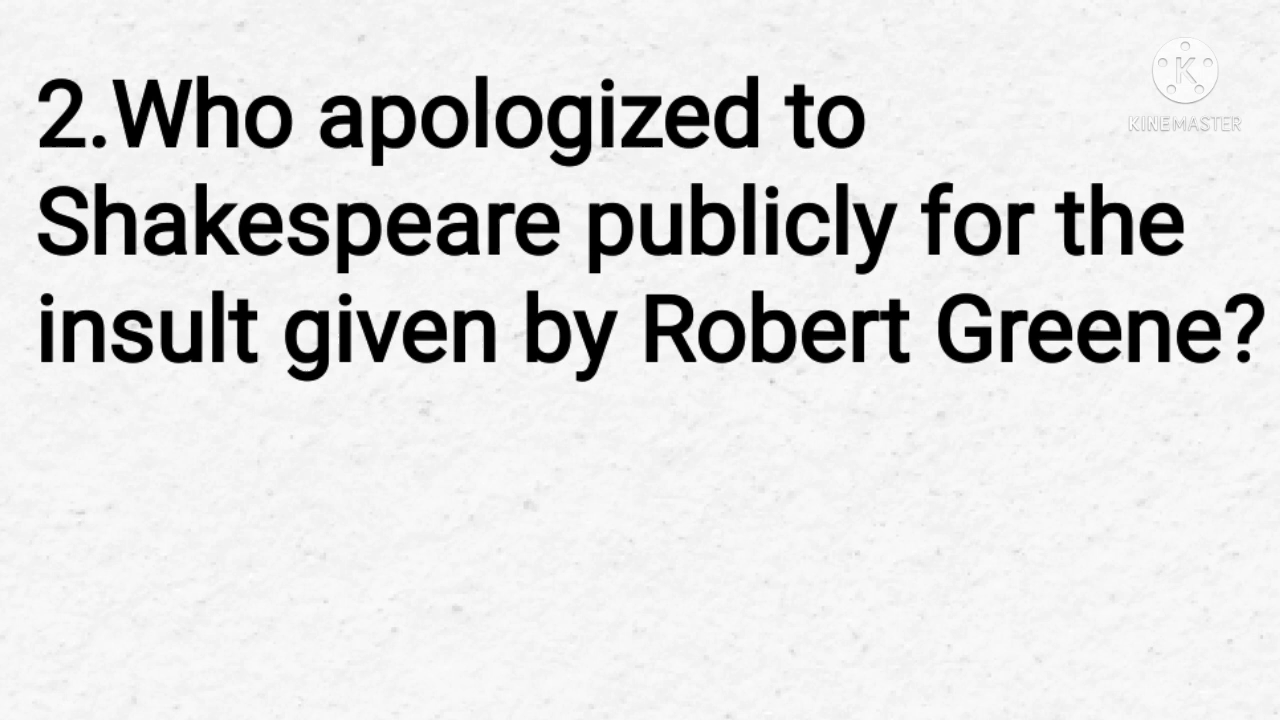 K
KINEMASTER
2.Who apologized to
Shakespeare publicly for the
insult given by Robert Greene?